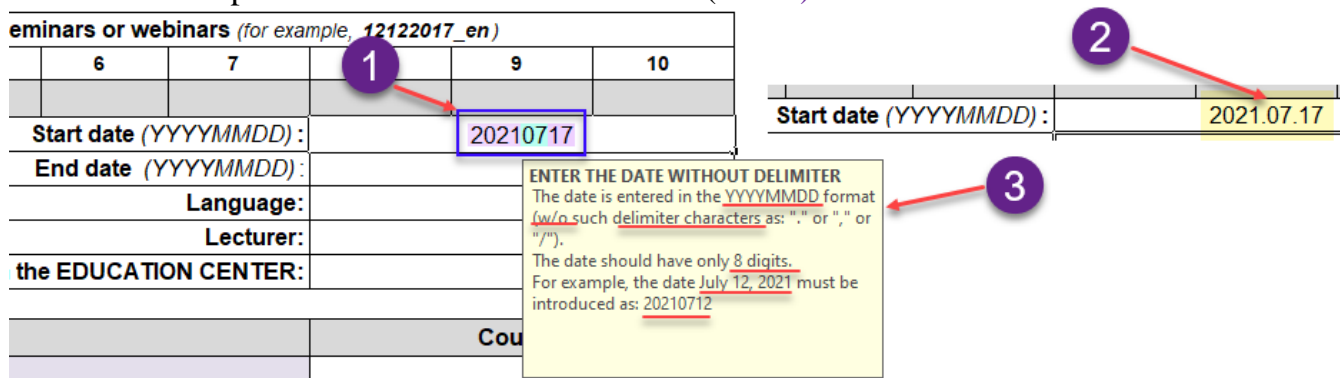 eminars or webinars (for example, 12122017_en)
6 7 9 10
1
2
Start date (YYYYMMDD) : 20210717
Start date (YYYYMMDD) : 2021.07.17
End date (YYYYMMDD) :
Language:
Lecturer:
the EDUCATION CENTER:
ENTER THE DATE WITHOUT DELIMITER
The date is entered in the YYYYMMDD format
(w/o such delimiter characters as: "." or "," or
"/").
The date should have only 8 digits.
For example, the date July 12, 2021 must be
introduced as: 20210712
3
Cou